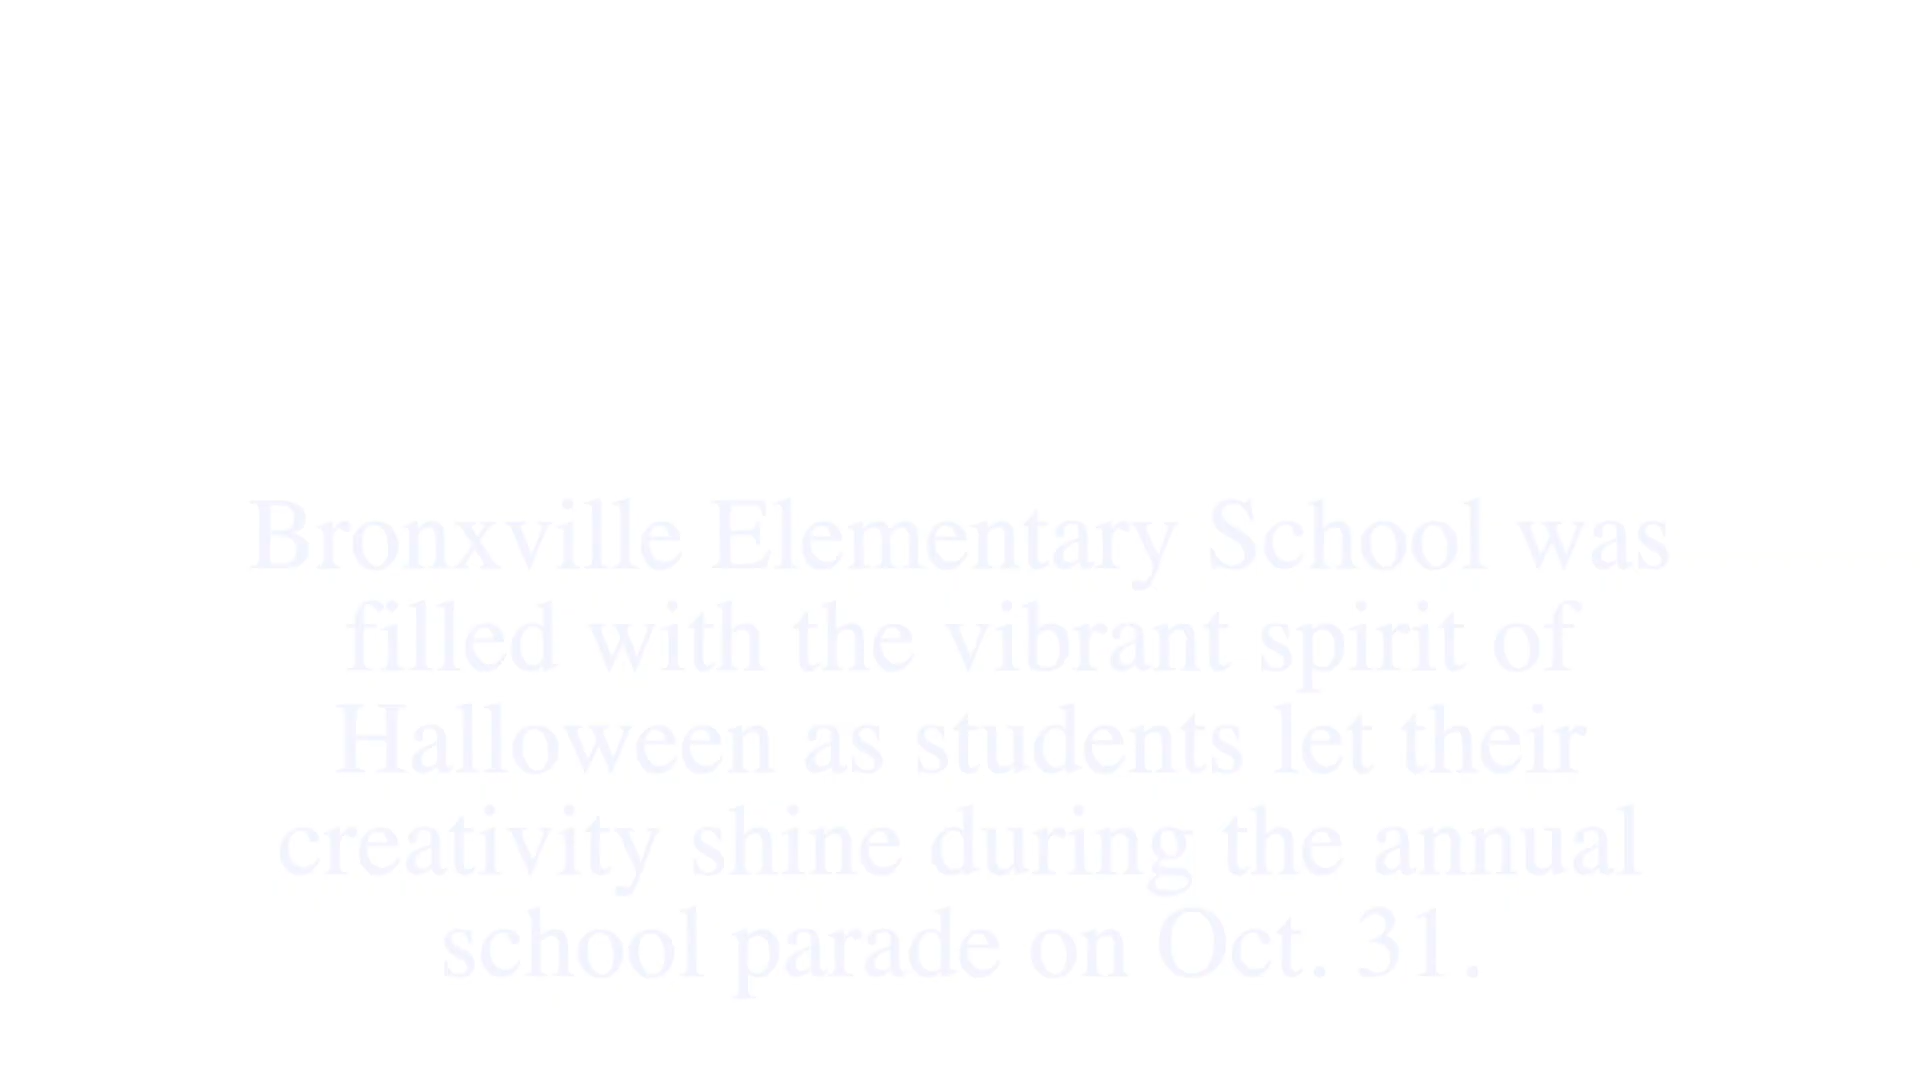 Bronxville Elementary School was
filled with the vibrant spirit of
Halloween as students let their
creativity shine during the annual
school parade on Oct. 31.